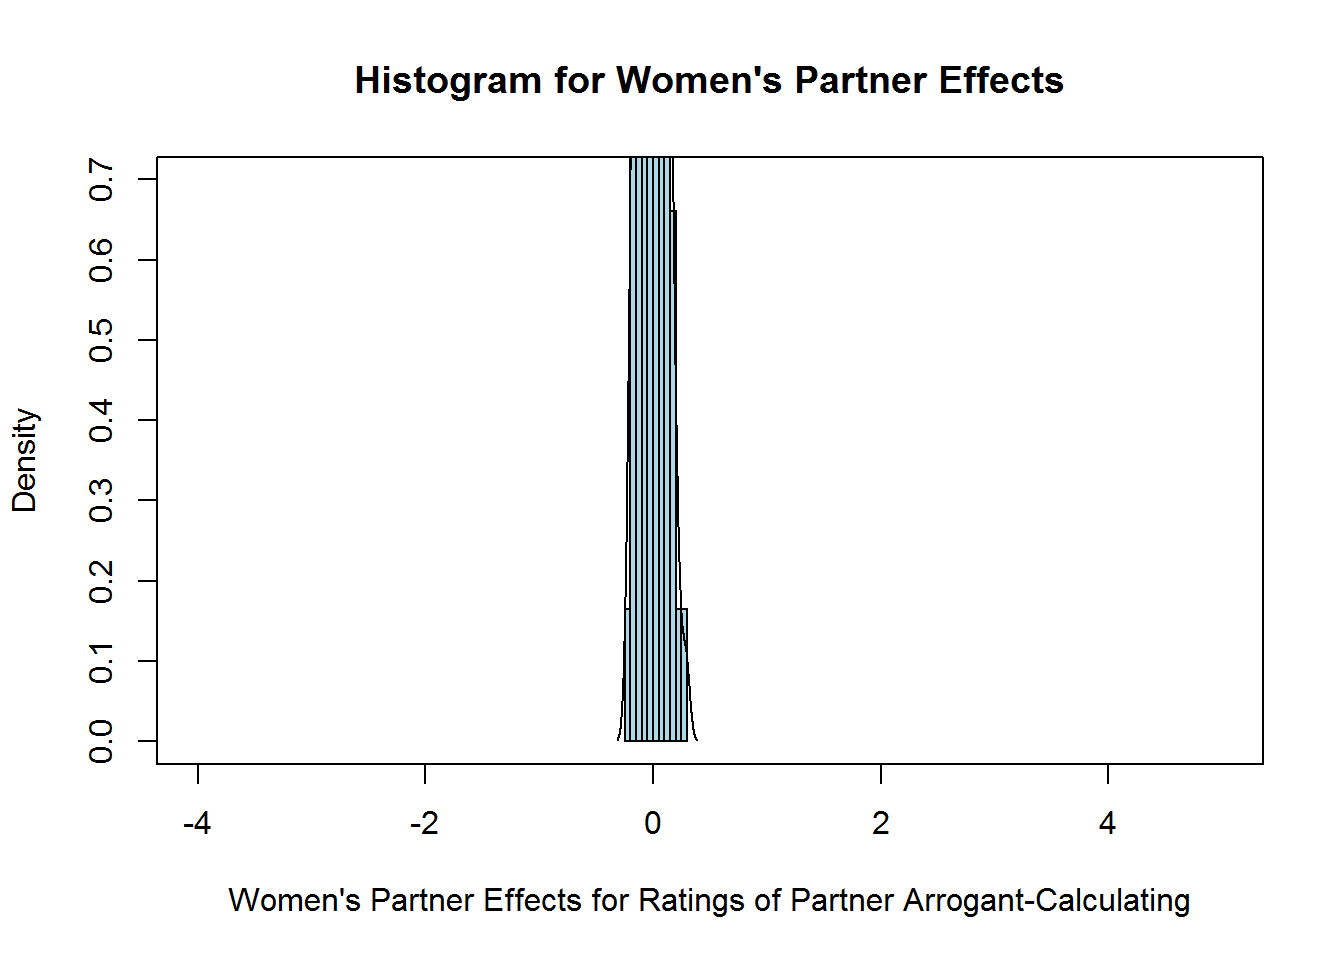 Histogram for Women's Partner Effects
Density
0.7
0.6
0.5
0.4
0.3
0.2
0.1
0.0
-4 -2 0 2 4
Women's Partner Effects for Ratings of Partner Arrogant-Calculating